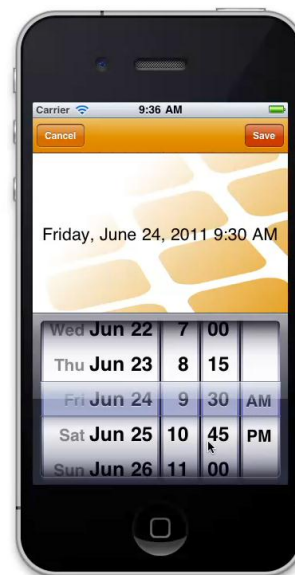 Carrier 9:36 AM
Cancel Save
Friday, June 24, 2011 9:30 AM
Wed Jun 22 7 00
Thu Jun 23 8 15
Fri Jun 24 9 30 AM
Sat Jun 25 10 45 PM
Sun Jun 26 11 00